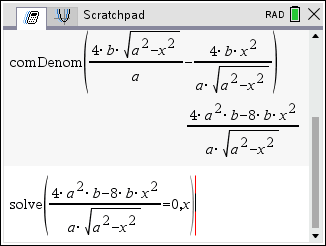 Scratchpad RAD
comDenom(4·b·√(a²−x²)/a − 4·b·x²/(a·√(a²−x²)))
(4·a²·b−8·b·x²)/(a·√(a²−x²))
solve((4·a²·b−8·b·x²)/(a·√(a²−x²))=0,x)